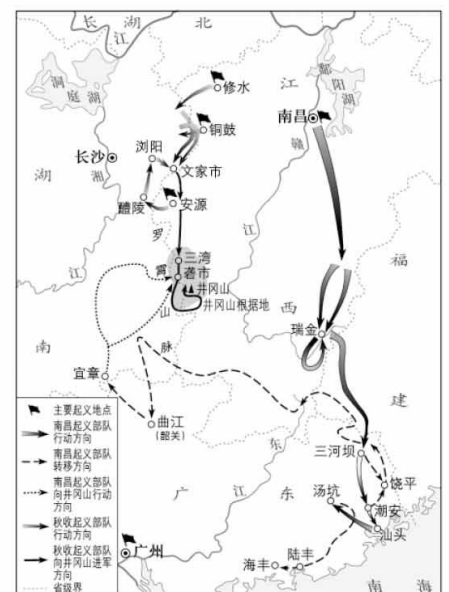 长
江
湖 北
洞
庭 湖
修水
江
鄱
阳
湖
南昌
铜鼓
赣
浏阳
长沙
文家市
湖
湘
醴陵
安源
罗
江
三湾
砻市
福
江
霄
井冈山
井冈山根据地
山
西
瑞金
南
脉
宜章
建
曲江
(韶关)
东
三河坝
饶平
广
江
东
汤坑
潮安
汕头
广州
海丰
陆丰
南 海
主要起义地点
南昌起义部队
行动方向
南昌起义部队
转移方向
南昌起义部队
向井冈山行动
方向
秋收起义部队
行动方向
秋收起义部队
向井冈山进军
方向
省级界